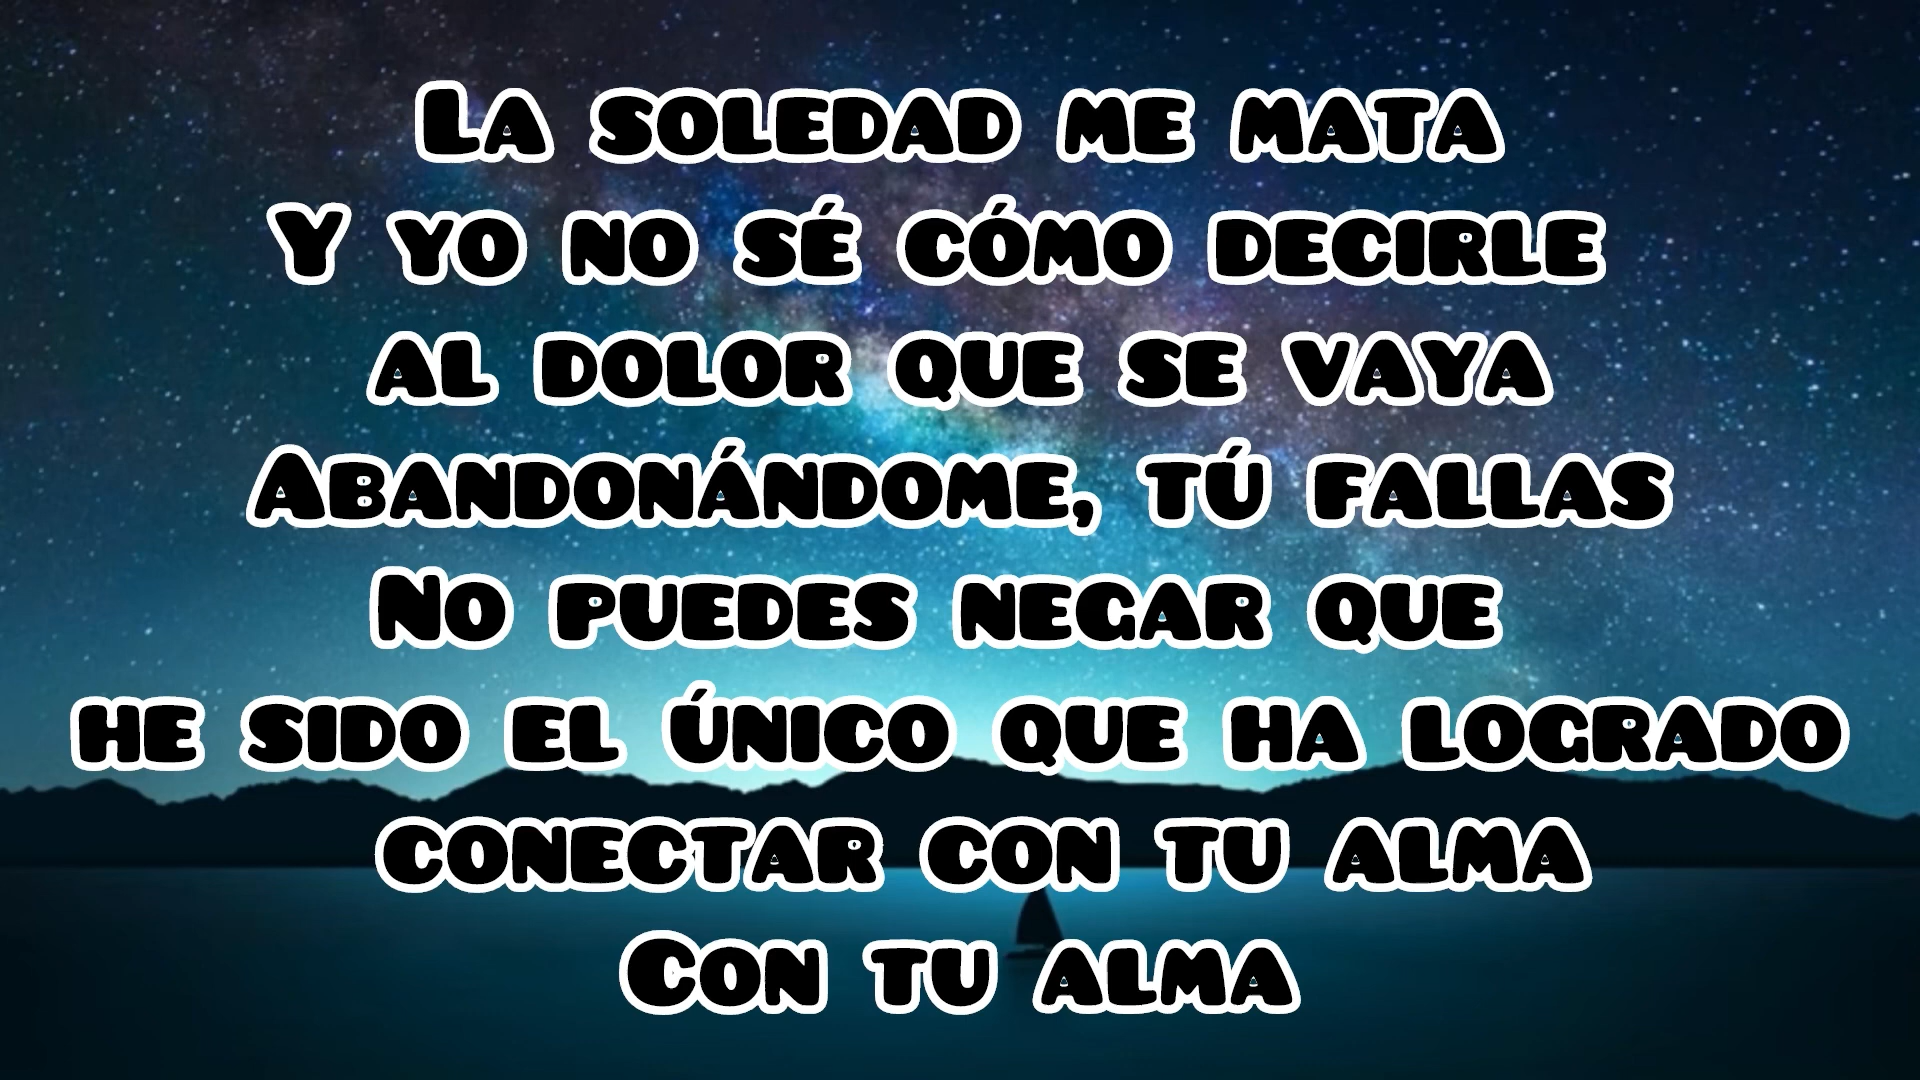 La soledad me mata
Y yo no sé cómo decirle
al dolor que se vaya
Abandonándome, tú fallas
No puedes negar que
he sido el único que ha logrado
conectar con tu alma
Con tu alma